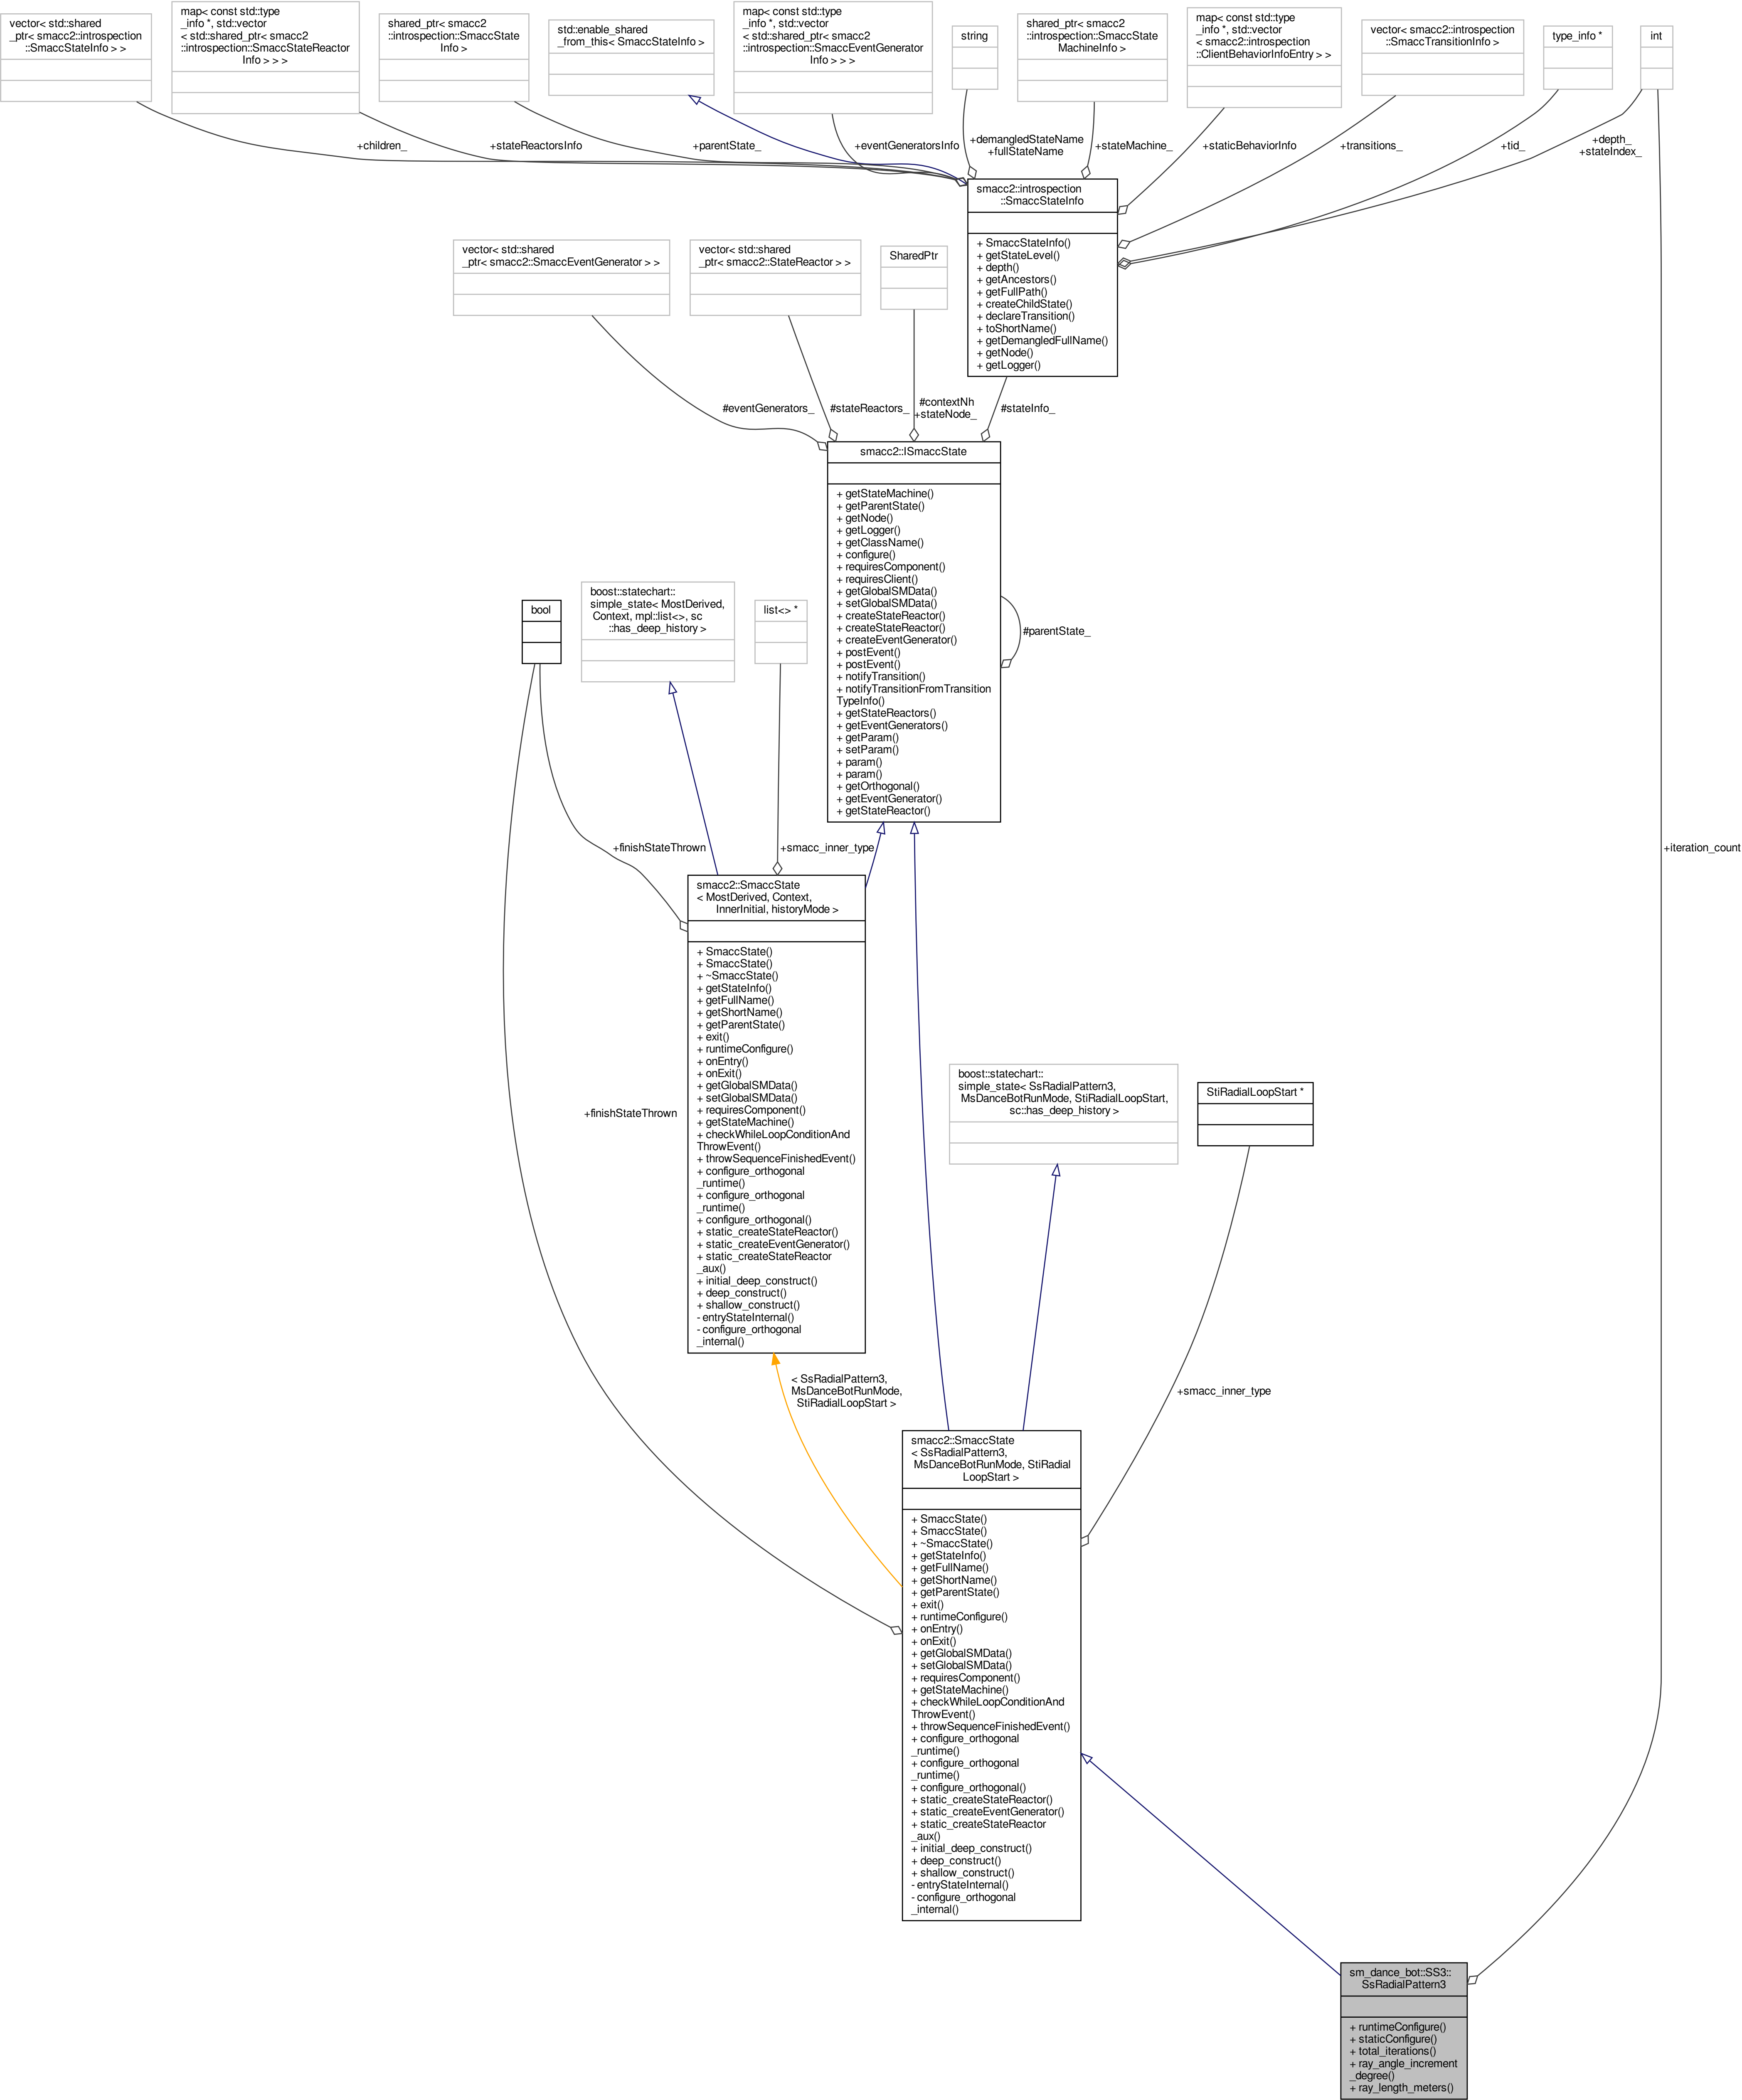 vector< std::shared
_ptr< smacc2::introspection
::SmaccStateInfo > >
map< const std::type
_info *, std::vector
< std::shared_ptr< smacc2
::introspection::SmaccStateReactor
Info > > >
shared_ptr< smacc2
::introspection::SmaccState
Info >
std::enable_shared
_from_this< SmaccStateInfo >
map< const std::type
_info *, std::vector
< std::shared_ptr< smacc2
::introspection::SmaccEventGenerator
Info > > >
string
shared_ptr< smacc2
::introspection::SmaccState
MachineInfo >
map< const std::type
_info *, std::vector
< smacc2::introspection
::ClientBehaviorInfoEntry > >
vector< smacc2::introspection
::SmaccTransitionInfo >
type_info *
int
+children_
+stateReactorsInfo
+parentState_
+eventGeneratorsInfo
+demangledStateName
+fullStateName
+stateMachine_
+staticBehaviorInfo
+transitions_
+tid_
+depth_
+stateIndex_
smacc2::introspection
::SmaccStateInfo
+ SmaccStateInfo()
+ getStateLevel()
+ depth()
+ getAncestors()
+ getFullPath()
+ createChildState()
+ declareTransition()
+ toShortName()
+ getDemangledFullName()
+ getNode()
+ getLogger()
vector< std::shared
_ptr< smacc2::SmaccEventGenerator > >
vector< std::shared
_ptr< smacc2::StateReactor > >
SharedPtr
#eventGenerators_
#stateReactors_
#contextNh
+stateNode_
#stateInfo_
smacc2::ISmaccState
+ getStateMachine()
+ getParentState()
+ getNode()
+ getLogger()
+ getClassName()
+ configure()
+ requiresComponent()
+ requiresClient()
+ getGlobalSMData()
+ setGlobalSMData()
+ createStateReactor()
+ createStateReactor()
+ createEventGenerator()
+ postEvent()
+ postEvent()
+ notifyTransition()
+ notifyTransitionFromTransition
TypeInfo()
+ getStateReactors()
+ getEventGenerators()
+ getParam()
+ setParam()
+ param()
+ param()
+ getOrthogonal()
+ getEventGenerator()
+ getStateReactor()
#parentState_
bool
boost::statechart::
simple_state< MostDerived,
Context, mpl::list<>, sc
::has_deep_history >
list<> *
+finishStateThrown
+smacc_inner_type
+iteration_count
smacc2::SmaccState
< MostDerived, Context,
InnerInitial, historyMode >
+ SmaccState()
+ SmaccState()
+ ~SmaccState()
+ getStateInfo()
+ getFullName()
+ getShortName()
+ getParentState()
+ exit()
+ runtimeConfigure()
+ onEntry()
+ onExit()
+ getGlobalSMData()
+ setGlobalSMData()
+ requiresComponent()
+ getStateMachine()
+ checkWhileLoopConditionAnd
ThrowEvent()
+ throwSequenceFinishedEvent()
+ configure_orthogonal
_runtime()
+ configure_orthogonal
_runtime()
+ configure_orthogonal()
+ static_createStateReactor()
+ static_createEventGenerator()
+ static_createStateReactor
_aux()
+ initial_deep_construct()
+ deep_construct()
+ shallow_construct()
- entryStateInternal()
- configure_orthogonal
_internal()
+finishStateThrown
boost::statechart::
simple_state< SsRadialPattern3,
MsDanceBotRunMode, StiRadialLoopStart,
sc::has_deep_history >
StiRadialLoopStart *
< SsRadialPattern3,
MsDanceBotRunMode,
StiRadialLoopStart >
+smacc_inner_type
smacc2::SmaccState
< SsRadialPattern3,
MsDanceBotRunMode, StiRadial
LoopStart >
+ SmaccState()
+ SmaccState()
+ ~SmaccState()
+ getStateInfo()
+ getFullName()
+ getShortName()
+ getParentState()
+ exit()
+ runtimeConfigure()
+ onEntry()
+ onExit()
+ getGlobalSMData()
+ setGlobalSMData()
+ requiresComponent()
+ getStateMachine()
+ checkWhileLoopConditionAnd
ThrowEvent()
+ throwSequenceFinishedEvent()
+ configure_orthogonal
_runtime()
+ configure_orthogonal
_runtime()
+ configure_orthogonal()
+ static_createStateReactor()
+ static_createEventGenerator()
+ static_createStateReactor
_aux()
+ initial_deep_construct()
+ deep_construct()
+ shallow_construct()
- entryStateInternal()
- configure_orthogonal
_internal()
sm_dance_bot::SS3::
SsRadialPattern3
+ runtimeConfigure()
+ staticConfigure()
+ total_iterations()
+ ray_angle_increment
_degree()
+ ray_length_meters()